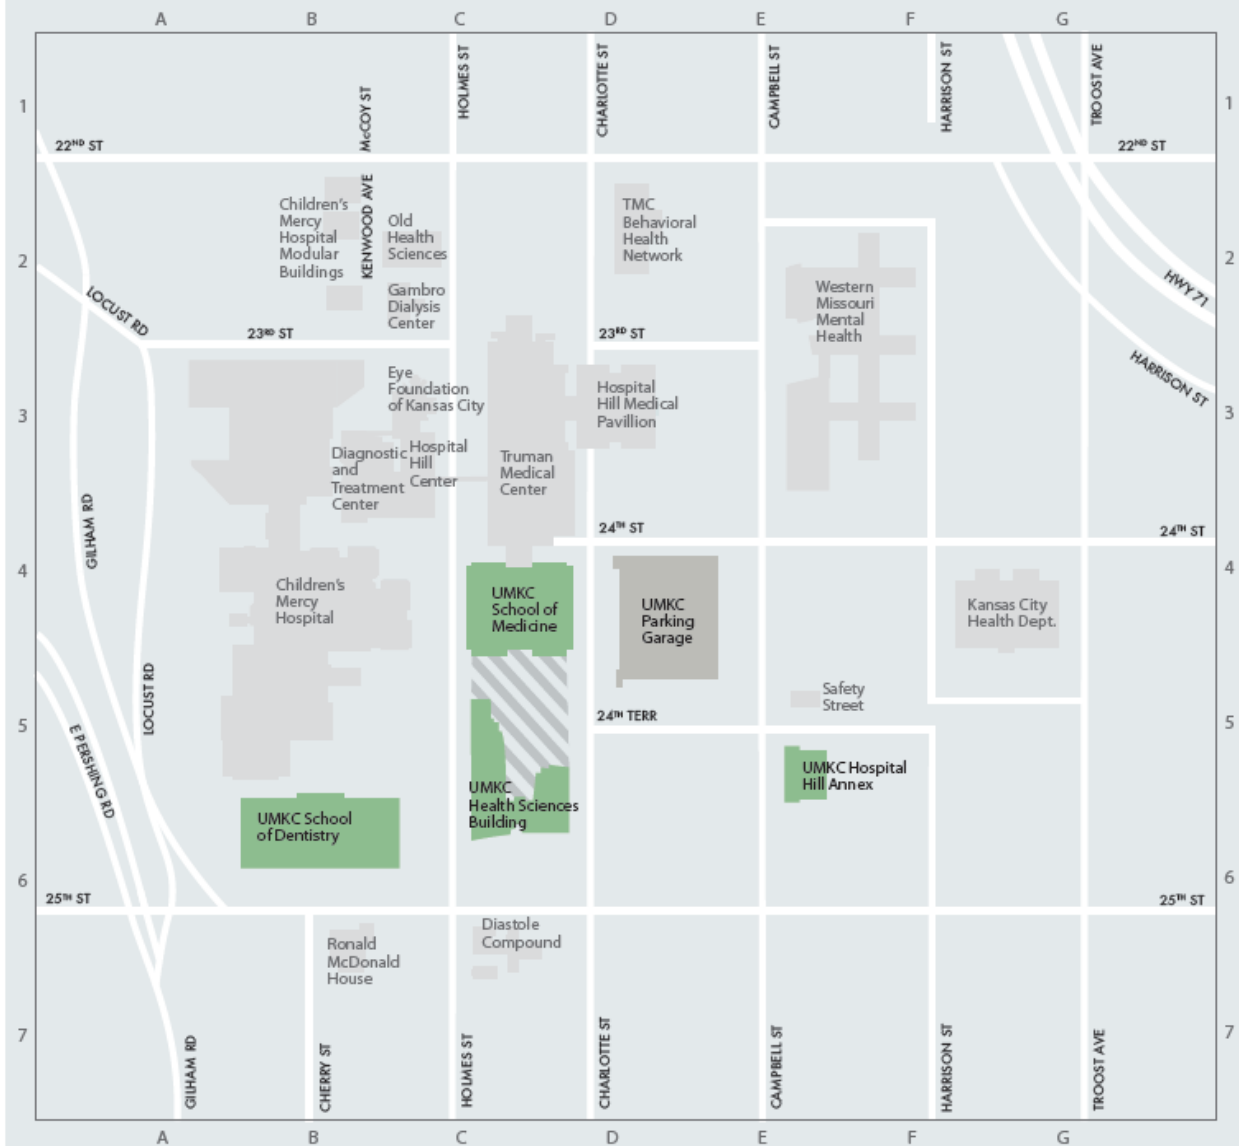 A B C D E F G
1 1
McCOY ST
HOLMES ST
CHARLOTTE ST
CAMPBELL ST
HARRISON ST
TROOST AVE
22ND ST
22ND ST
Children's
Mercy
Hospital
Modular
Buildings
KENWOOD AVE
Old
Health
Sciences
TMC
Behavioral
Health
Network
2 2
Gambro
Dialysis
Center
Western
Missouri
Mental
Health
HWY 71
LOCUST RD
23RD ST
23RD ST
HARRISON ST
Eye
Foundation
of Kansas City
Hospital
Hill Medical
Pavillion
3 3
Diagnostic
and
Treatment
Center
Hospital
Hill
Center
Truman
Medical
Center
GILHAM RD
24TH ST
24TH ST
4 4
Children's
Mercy
Hospital
UMKC
School of
Medicine
UMKC
Parking
Garage
Kansas City
Health Dept.
LOCUST RD
Safety
Street
5 5
24TH TERR
E PERSHING RD
UMKC
Health Sciences
Building
UMKC Hospital
Hill Annex
UMKC School
of Dentistry
6 6
25TH ST
25TH ST
Ronald
McDonald
House
Diastole
Compound
7 7
GILHAM RD
CHERRY ST
HOLMES ST
CHARLOTTE ST
CAMPBELL ST
HARRISON ST
TROOST AVE
A B C D E F G